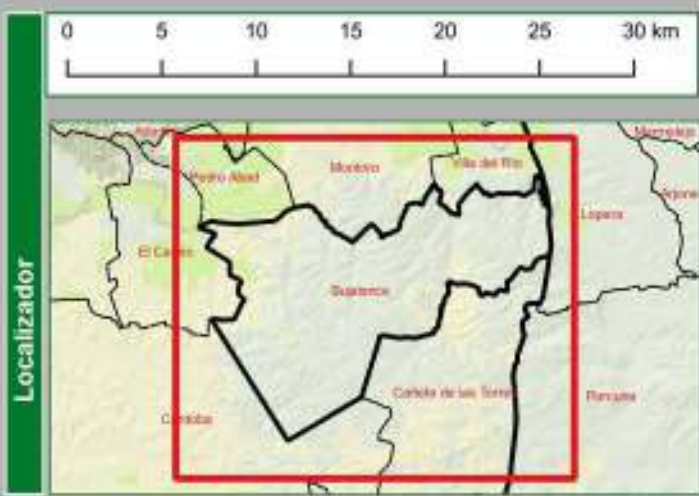 0 5 10 15 20 25 30 km
Localizador
Pedro Abad
Montoro
Villa del Río
Lopera
El Carpio
Bujalance
Cañete de las Torres
Porcuna
Córdoba